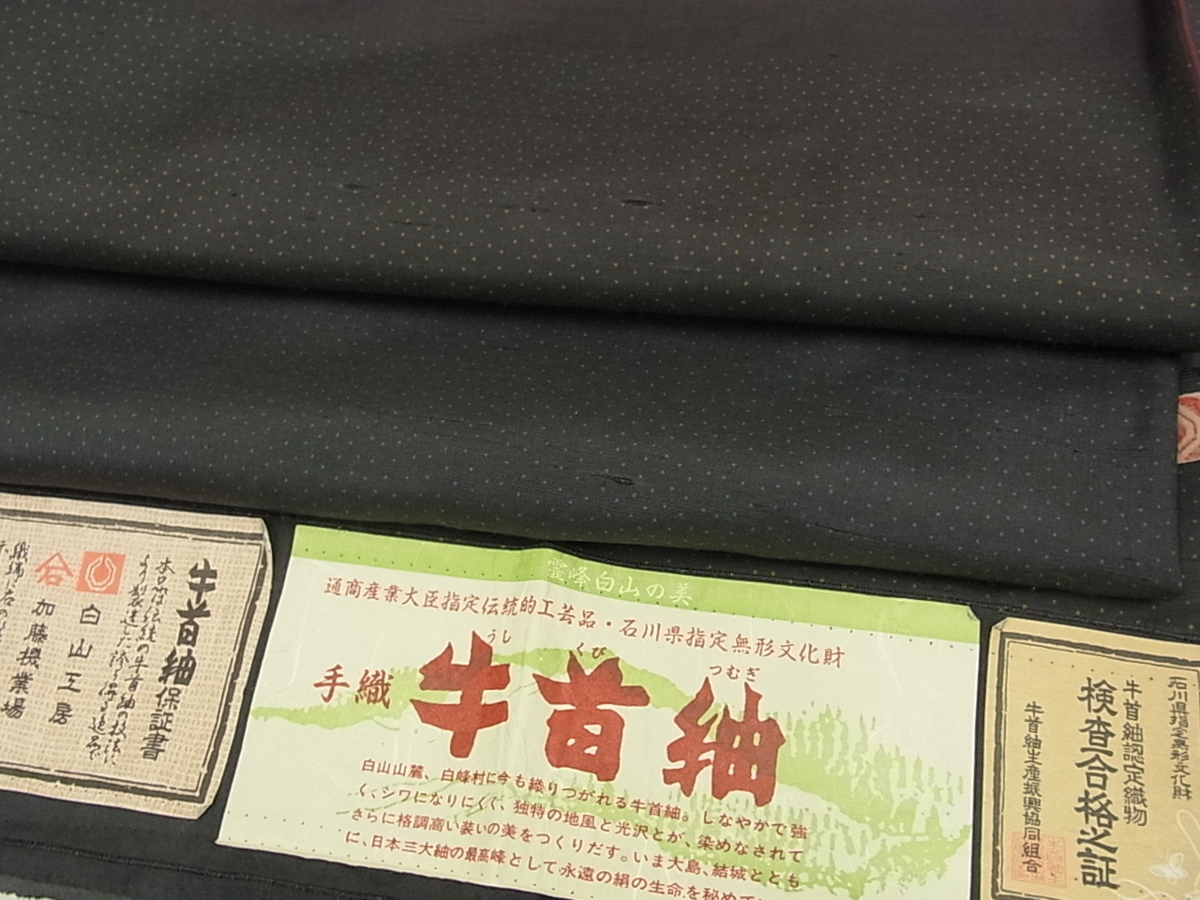 牛首紬保証書
白山工房
加藤機業場
霊峰白山の美
通商産業大臣指定伝統的工芸品・石川県指定無形文化財
うし くび つむぎ
手織 牛首紬
白山山麓、白峰村に今も織りつがれる牛首紬。しなやかで強
く、シワになりにくく、独特の地風と光沢とが、染めなされて
さらに格調高い装いの美をつくりだす。いま大島、結城ととも
に、日本三大紬の最高峰として永遠の絹の生命を秘めて
石川県指定無形文化財
牛首紬認定織物
検査合格之証
牛首紬生産振興協同組合